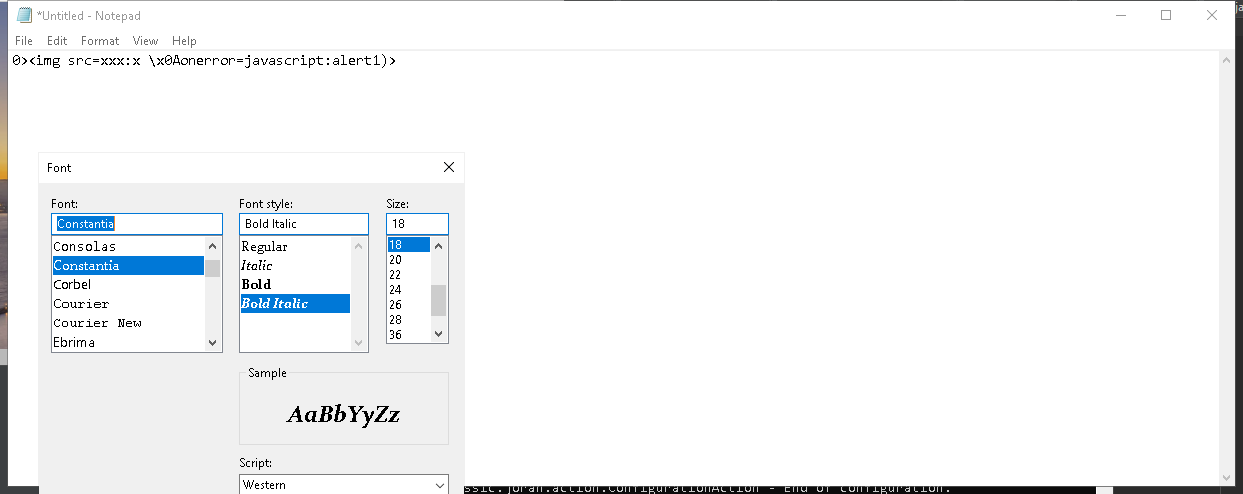 *Untitled - Notepad
File Edit Format View Help
0><img src=xxx:x \x0Aonerror=javascript:alert1)>
Font
Font: Font style: Size:
Constantia Bold Italic 18
Consolas
Constantia
Corbel
Courier
Courier New
Ebrima
Regular
Italic
Bold
Bold Italic
18
20
22
24
26
28
36
Sample
AaBbYyZz
Script:
Western
ssic.joran.action.ConfigurationAction - End of configuration.
ja